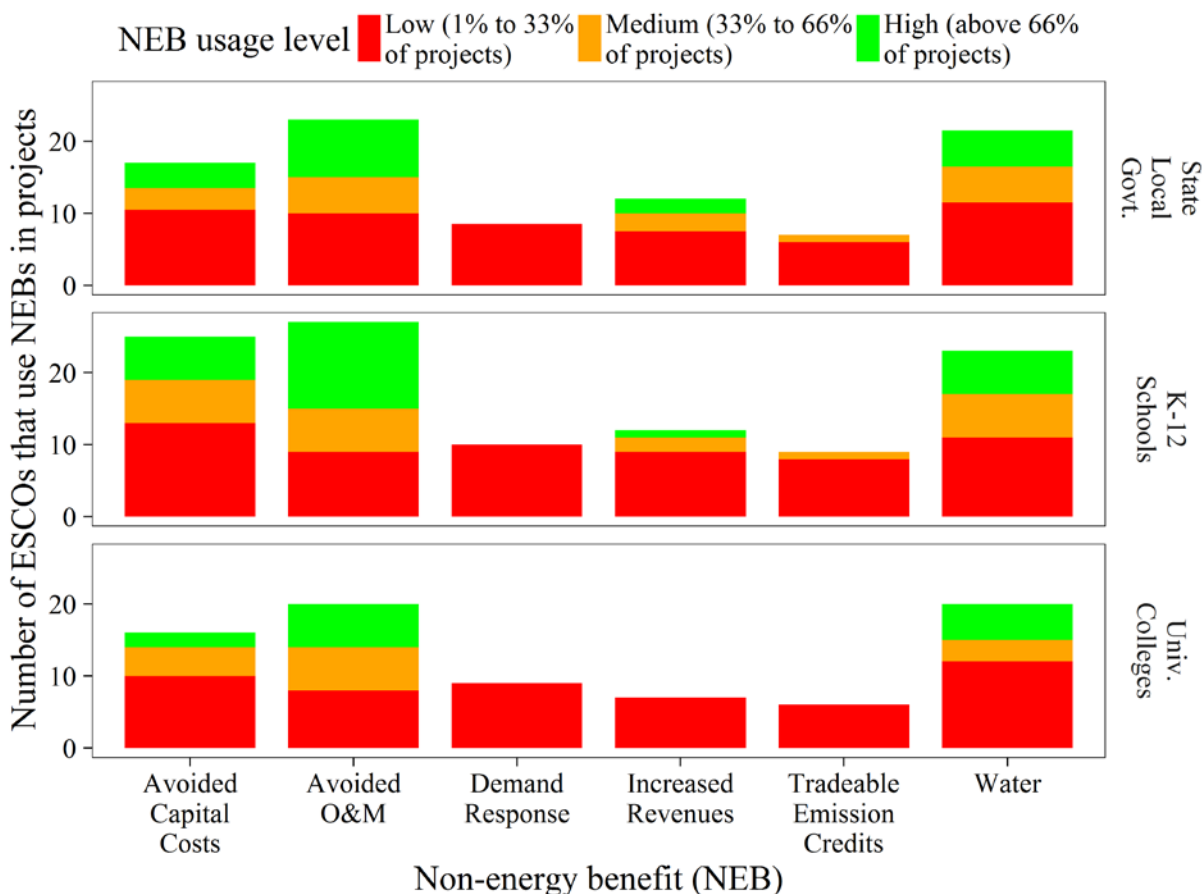 NEB usage level
Low (1% to 33%
of projects)
Medium (33% to 66%
of projects)
High (above 66%
of projects)
Number of ESCOs that use NEBs in projects
20
10
0
State
Local
Govt.
20
10
0
K-12
Schools
20
10
0
Univ.
Colleges
Avoided
Capital
Costs
Avoided
O&M
Demand
Response
Increased
Revenues
Tradeable
Emission
Credits
Water
Non-energy benefit (NEB)